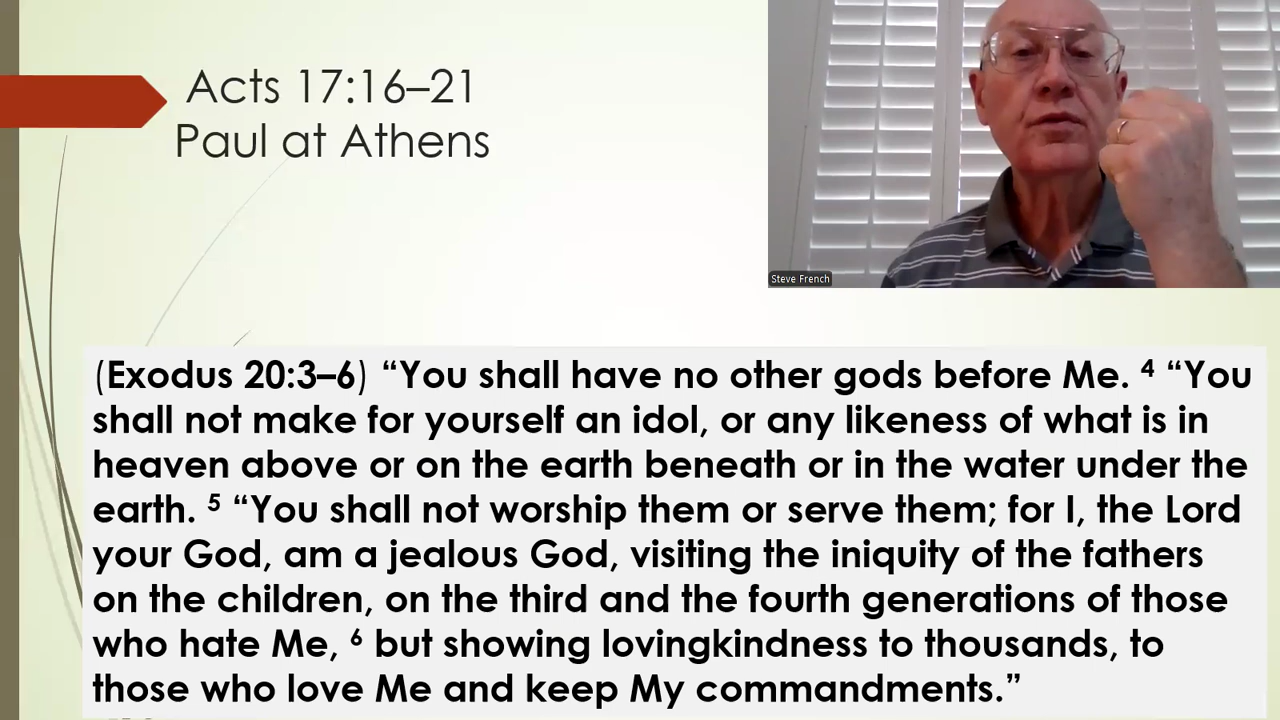 Acts 17:16–21
Paul at Athens
Steve French
(Exodus 20:3–6) “You shall have no other gods before Me. ⁴ “You
shall not make for yourself an idol, or any likeness of what is in
heaven above or on the earth beneath or in the water under the
earth. ⁵ “You shall not worship them or serve them; for I, the Lord
your God, am a jealous God, visiting the iniquity of the fathers
on the children, on the third and the fourth generations of those
who hate Me, ⁶ but showing lovingkindness to thousands, to
those who love Me and keep My commandments.”